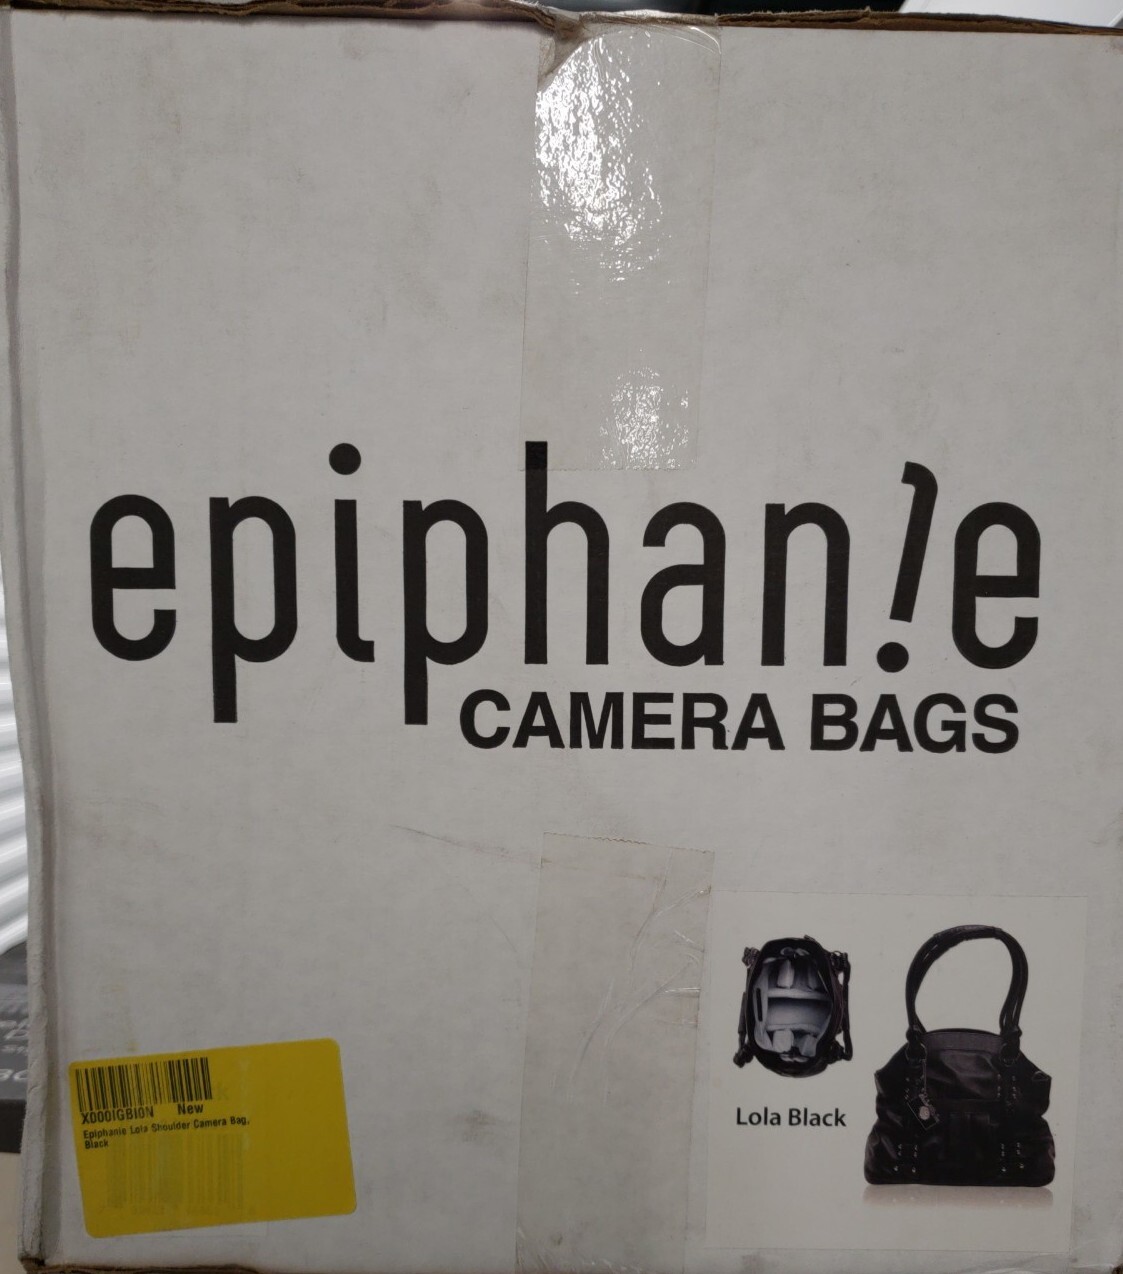 epiphan!e
CAMERA BAGS
Lola Black
X000IGBI0N New
Epiphanie Lola Shoulder Camera Bag,
Black